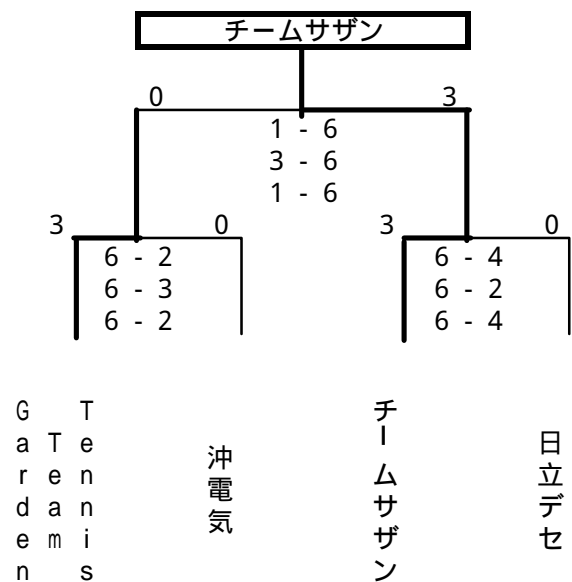 チームサザン
0 3
1 - 6
3 - 6
1 - 6
3 0 3 0
6 - 2 6 - 4
6 - 3 6 - 2
6 - 2 6 - 4
Tennis
Team
Garden
沖電気
チームサザン
日立デセ